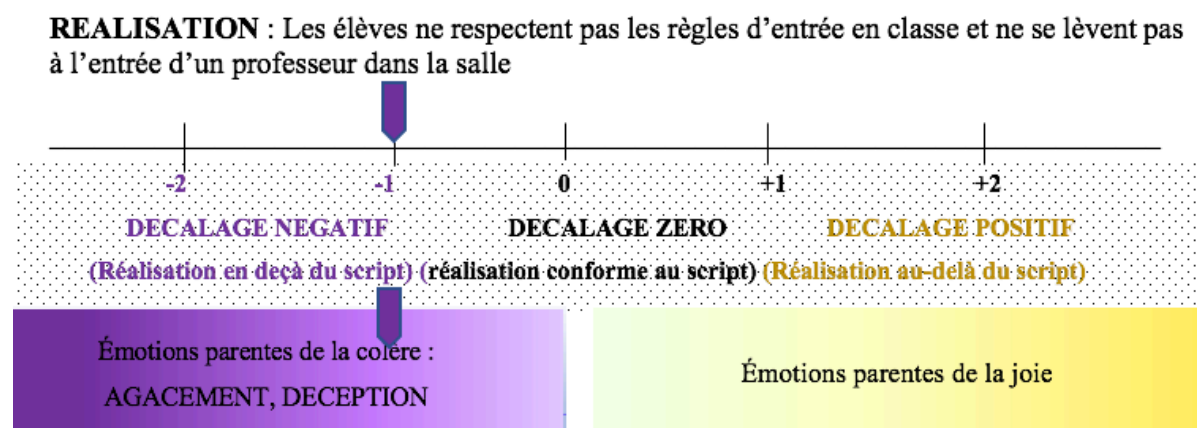 REALISATION : Les élèves ne respectent pas les règles d'entrée en classe et ne se lèvent pas
à l'entrée d'un professeur dans la salle
-2 -1 0 +1 +2
DECALAGE NEGATIF DECALAGE ZERO DECALAGE POSITIF
(Réalisation en deçà du script) (réalisation conforme au script) (Réalisation au-delà du script)
Émotions parentes de la colère :
AGACEMENT, DECEPTION
Émotions parentes de la joie